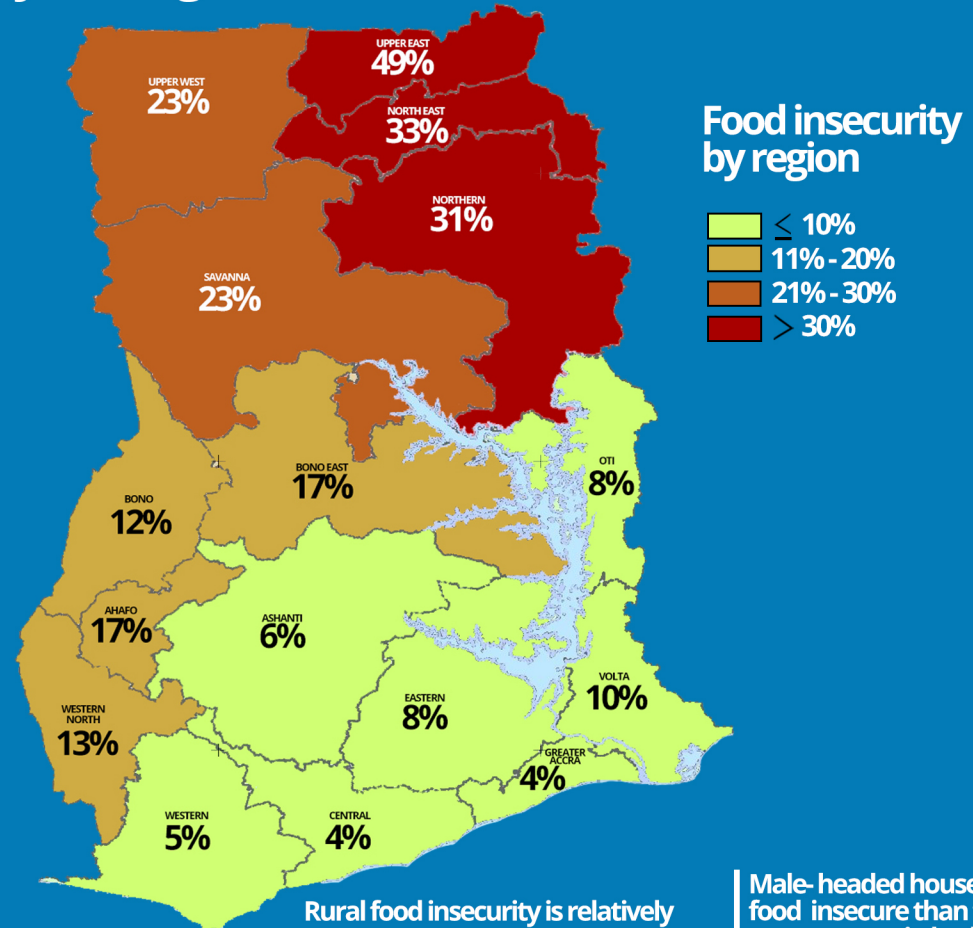 UPPER EAST
49%
UPPER WEST
23%
NORTH EAST
33%
Food insecurity
by region
NORTHERN
31%
≤ 10%
11% - 20%
21% - 30%
> 30%
SAVANNA
23%
OTI
8%
BONO EAST
17%
BONO
12%
AHAFO
17%
ASHANTI
6%
VOLTA
10%
EASTERN
8%
WESTERN
NORTH
13%
GREATER
ACCRA
4%
WESTERN
5%
CENTRAL
4%
Rural food insecurity is relatively
Male- headed house
food insecure than